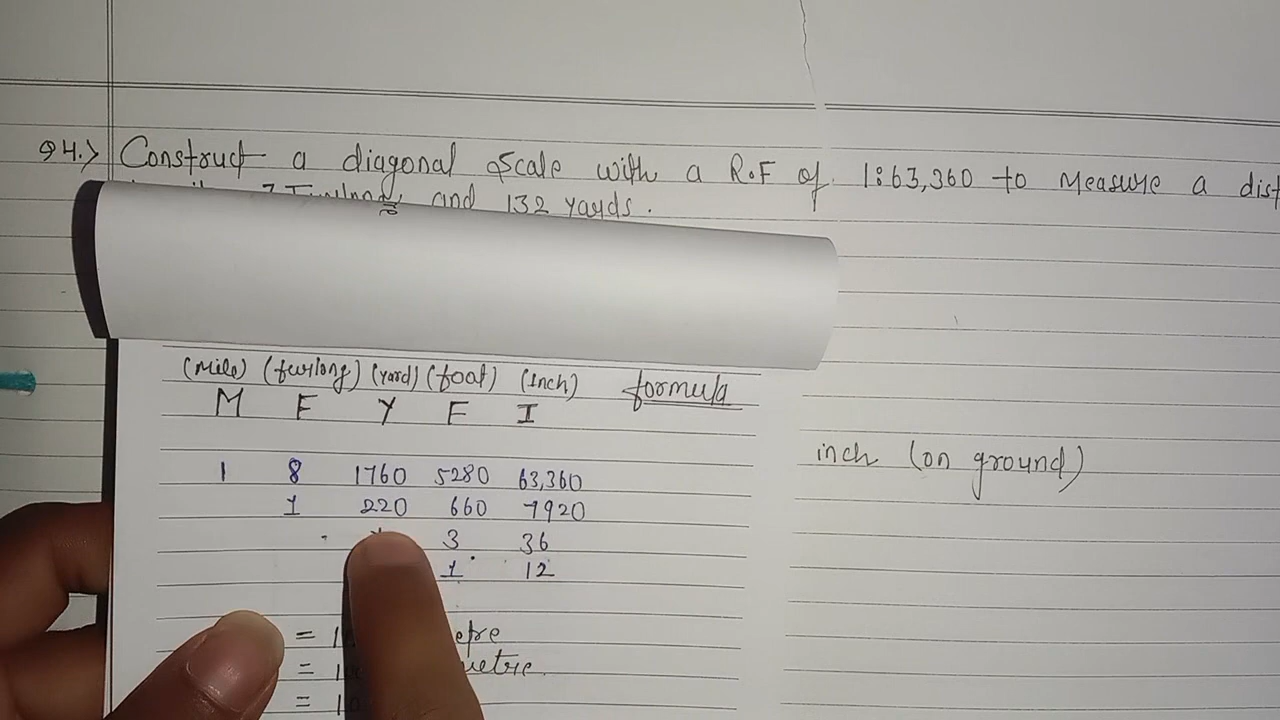 Q4.> Construct a diagonal Scale with a R.F of 1:63,360 to Measure a dist
and 132 yards.
(Mile) (furlong) (Yard) (foot) (Inch) formula
M F Y F I
1 8 1760 5280 63,360
1 220 660 7920
3 36
1 12
inch (on ground)
=
=
=